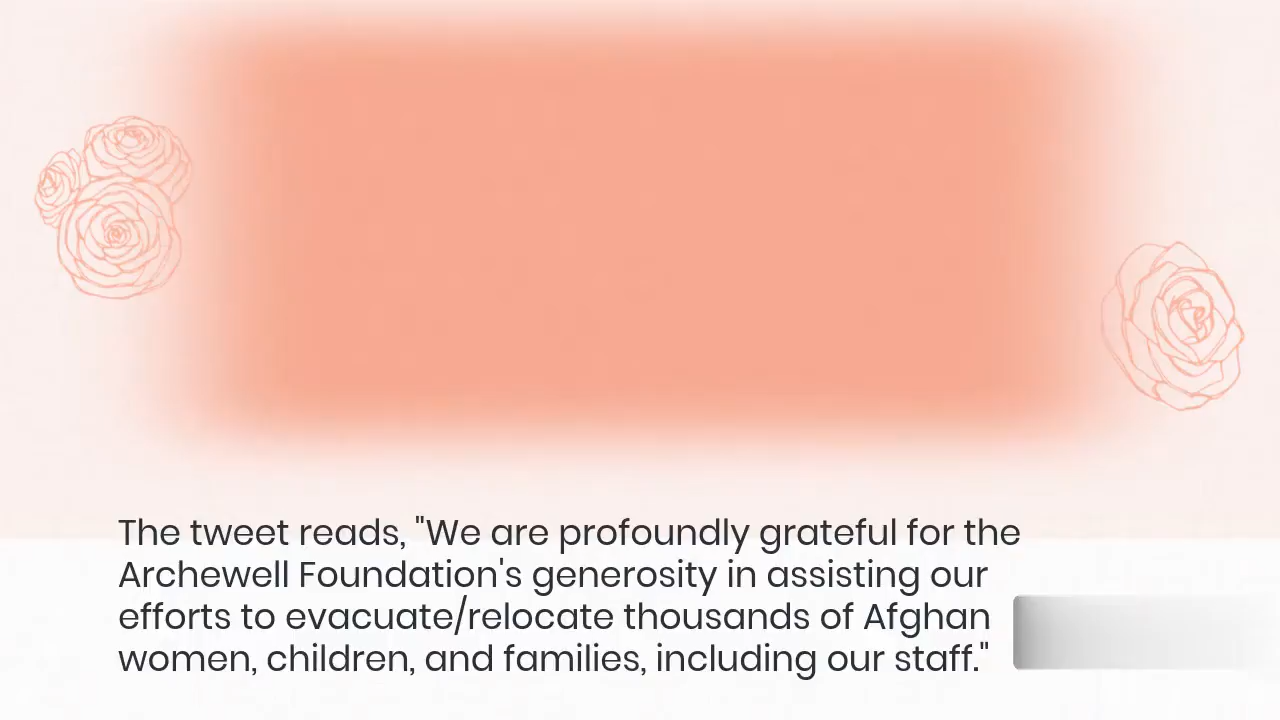 The tweet reads, "We are profoundly grateful for the
Archewell Foundation's generosity in assisting our
efforts to evacuate/relocate thousands of Afghan
women, children, and families, including our staff."